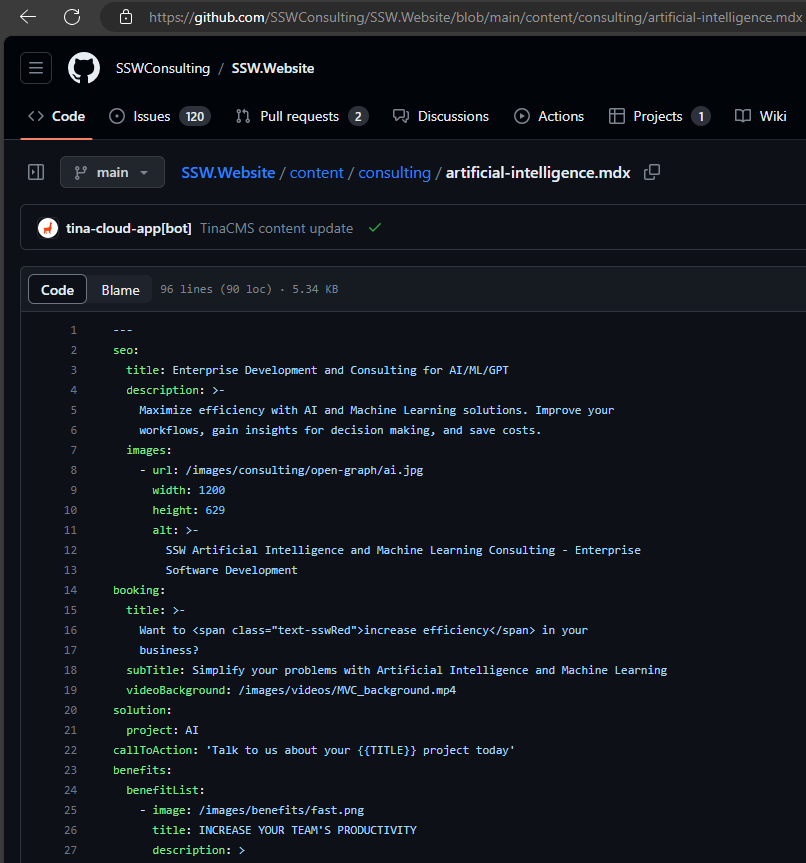 https://github.com/SSWConsulting/SSW.Website/blob/main/content/consulting/artificial-intelligence.mdx
SSWConsulting / SSW.Website
Code Issues 120 Pull requests 2 Discussions Actions Projects 1 Wiki
main SSW.Website / content / consulting / artificial-intelligence.mdx
tina-cloud-app[bot] TinaCMS content update
Code Blame 96 lines (90 loc) · 5.34 KB
1 ---
2 seo:
3 title: Enterprise Development and Consulting for AI/ML/GPT
4 description: >-
5 Maximize efficiency with AI and Machine Learning solutions. Improve your
6 workflows, gain insights for decision making, and save costs.
7 images:
8 - url: /images/consulting/open-graph/ai.jpg
9 width: 1200
10 height: 629
11 alt: >-
12 SSW Artificial Intelligence and Machine Learning Consulting - Enterprise
13 Software Development
14 booking:
15 title: >-
16 Want to <span class="text-sswRed">increase efficiency</span> in your
17 business?
18 subTitle: Simplify your problems with Artificial Intelligence and Machine Learning
19 videoBackground: /images/videos/MVC_background.mp4
20 solution:
21 project: AI
22 callToAction: 'Talk to us about your {{TITLE}} project today'
23 benefits:
24 benefitList:
25 - image: /images/benefits/fast.png
26 title: INCREASE YOUR TEAM'S PRODUCTIVITY
27 description: >